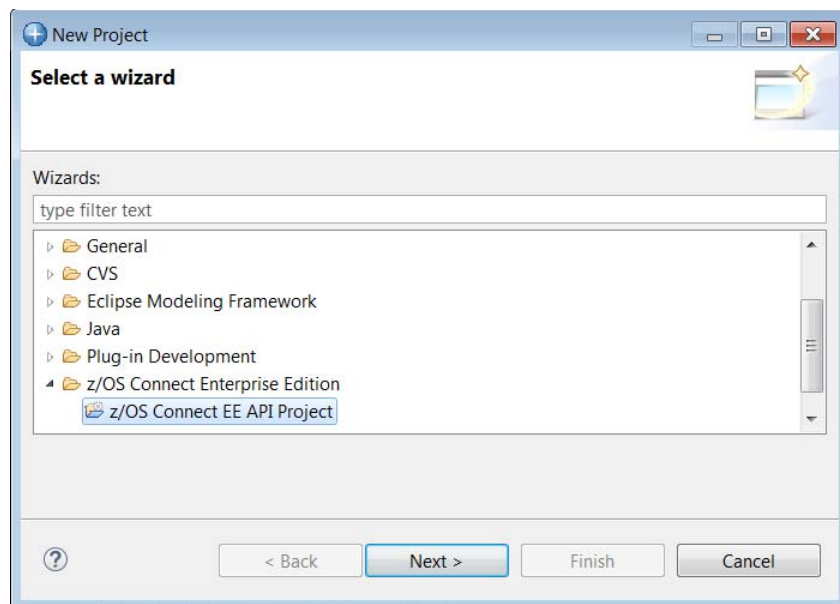 New Project
Select a wizard
Wizards:
type filter text
General
CVS
Eclipse Modeling Framework
Java
Plug-in Development
z/OS Connect Enterprise Edition
z/OS Connect EE API Project
?
< Back Next > Finish Cancel